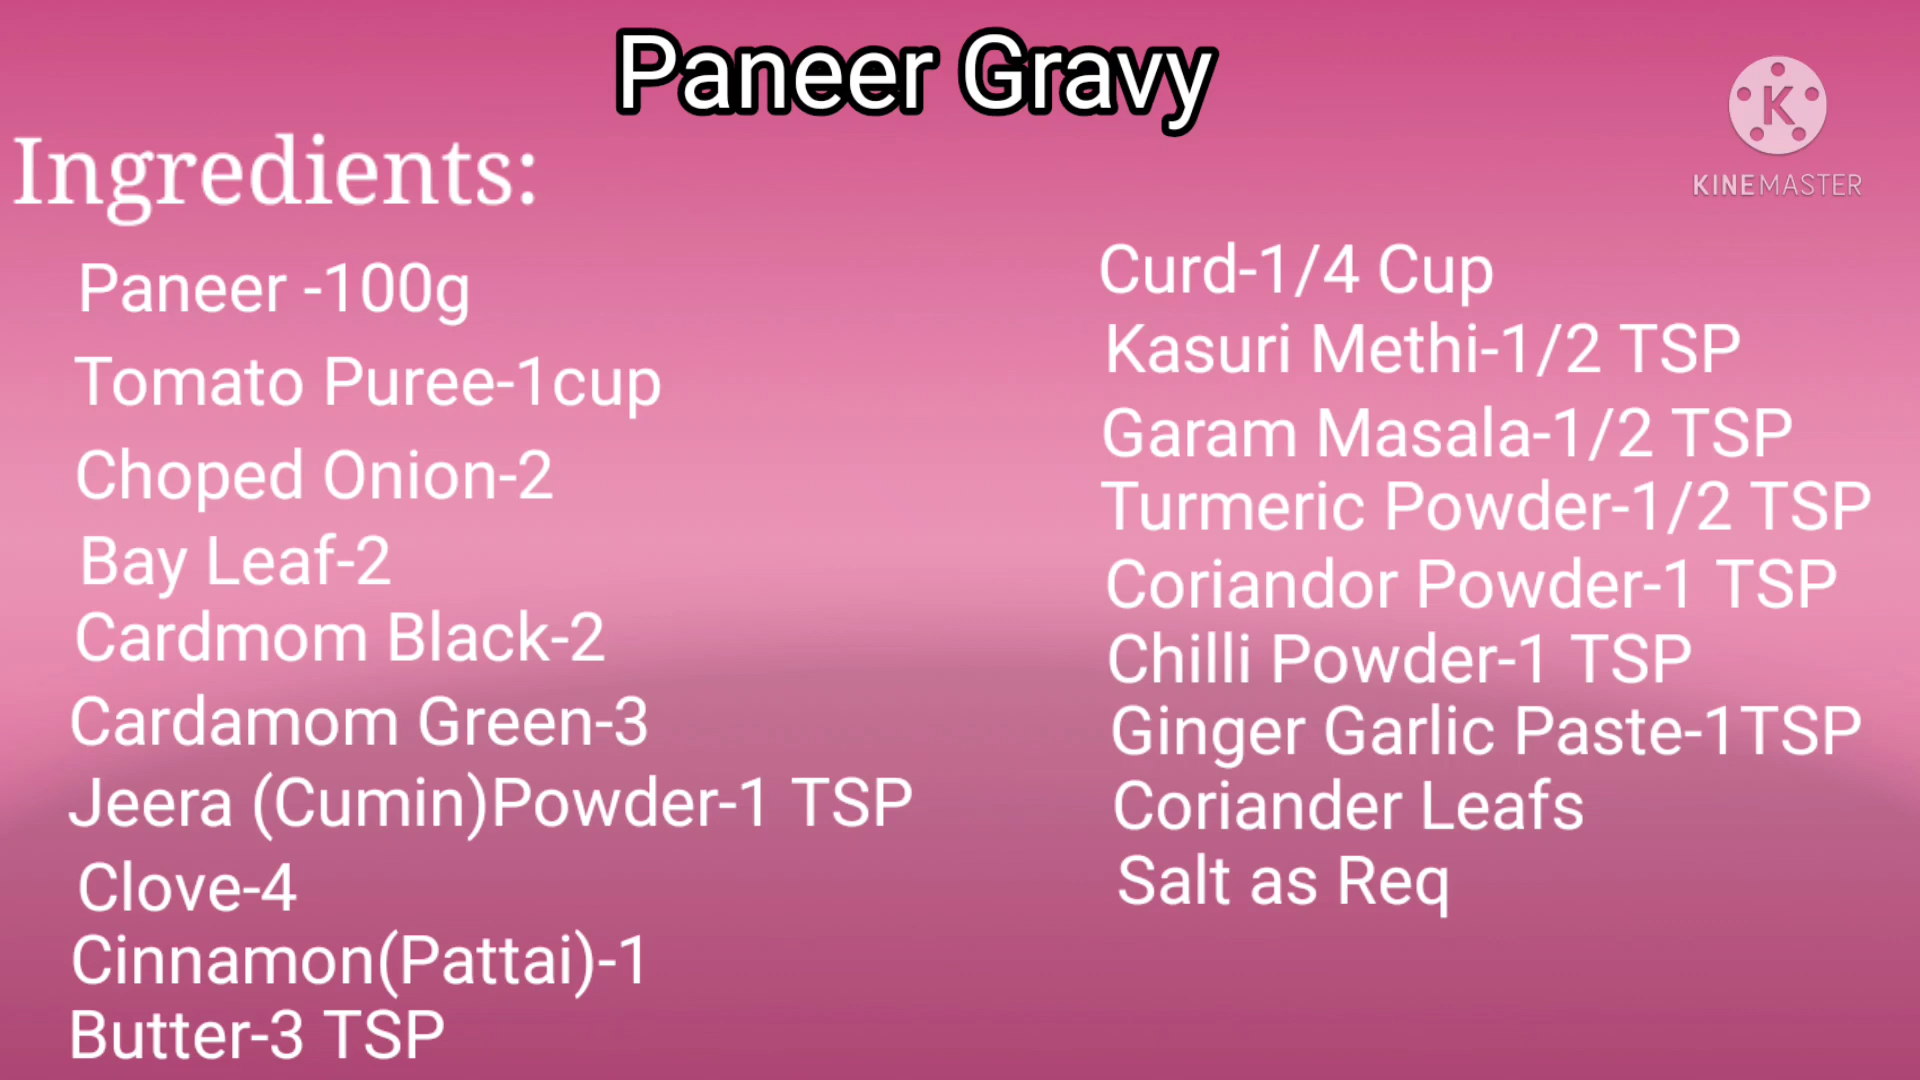 Paneer Gravy
K
KINEMASTER
Ingredients:
Paneer -100g
Tomato Puree-1cup
Choped Onion-2
Bay Leaf-2
Cardmom Black-2
Cardamom Green-3
Jeera (Cumin)Powder-1 TSP
Clove-4
Cinnamon(Pattai)-1
Butter-3 TSP
Curd-1/4 Cup
Kasuri Methi-1/2 TSP
Garam Masala-1/2 TSP
Turmeric Powder-1/2 TSP
Coriandor Powder-1 TSP
Chilli Powder-1 TSP
Ginger Garlic Paste-1TSP
Coriander Leafs
Salt as Req